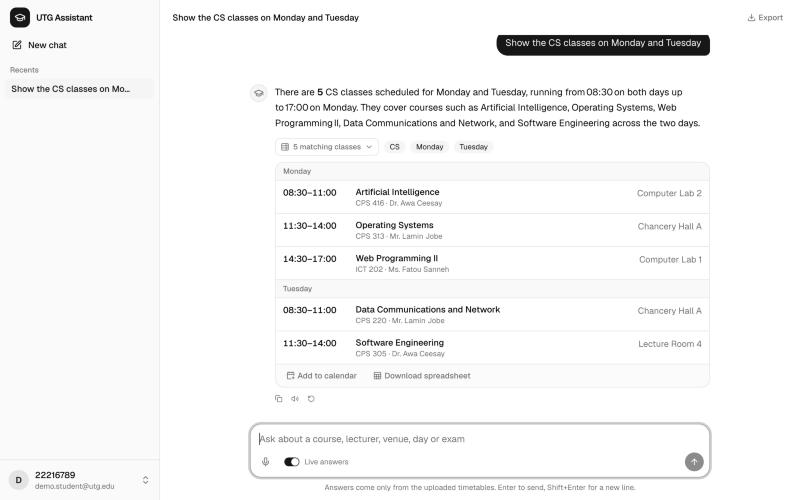 UTG Assistant
New chat
Recents
Show the CS classes on Mo...
22216789
demo.student@utg.edu
D
Show the CS classes on Monday and Tuesday
Export
Show the CS classes on Monday and Tuesday
There are 5 CS classes scheduled for Monday and Tuesday, running from 08:30 on both days up
to 17:00 on Monday. They cover courses such as Artificial Intelligence, Operating Systems, Web
Programming II, Data Communications and Network, and Software Engineering across the two days.
5 matching classes CS Monday Tuesday
Monday
08:30–11:00 Artificial Intelligence Computer Lab 2
CPS 416 · Dr. Awa Ceesay
11:30–14:00 Operating Systems Chancery Hall A
CPS 313 · Mr. Lamin Jobe
14:30–17:00 Web Programming II Computer Lab 1
ICT 202 · Ms. Fatou Sanneh
Tuesday
08:30–11:00 Data Communications and Network Chancery Hall A
CPS 220 · Mr. Lamin Jobe
11:30–14:00 Software Engineering Lecture Room 4
CPS 305 · Dr. Awa Ceesay
Add to calendar Download spreadsheet
Ask about a course, lecturer, venue, day or exam
Live answers
Answers come only from the uploaded timetables. Enter to send, Shift+Enter for a new line.